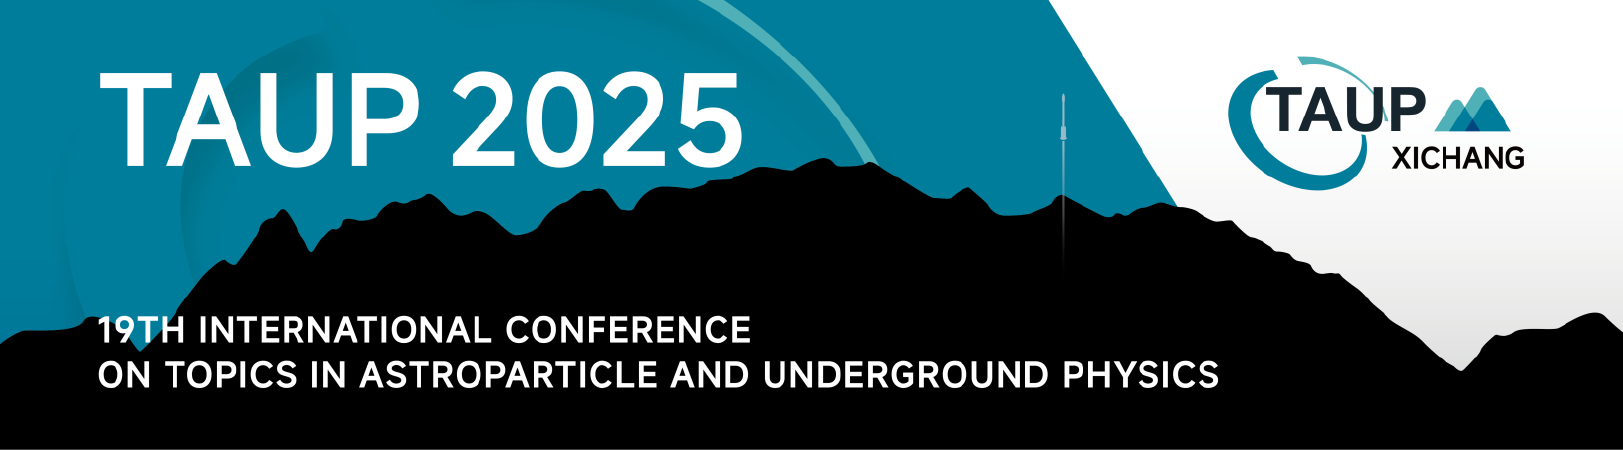 TAUP 2025
TAUP
XICHANG
19TH INTERNATIONAL CONFERENCE
ON TOPICS IN ASTROPARTICLE AND UNDERGROUND PHYSICS